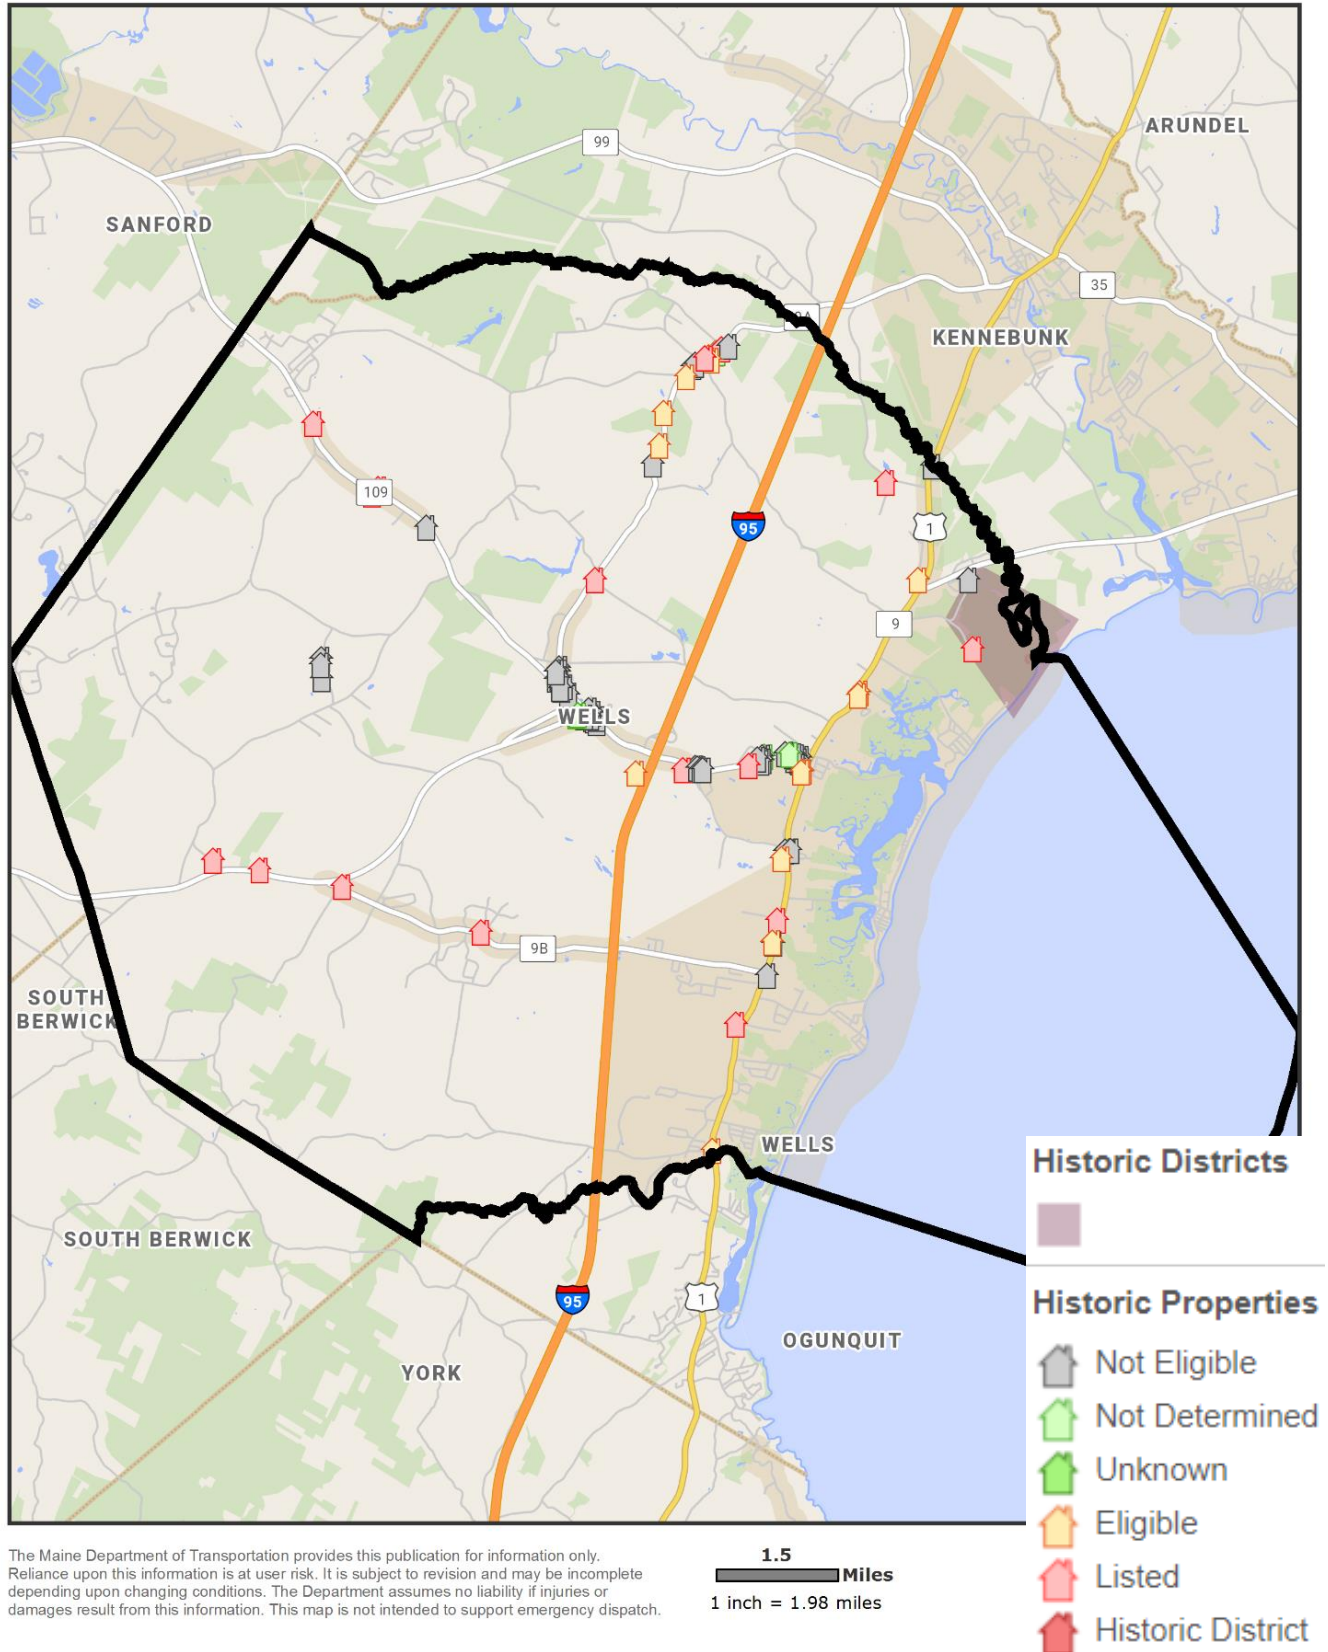 ARUNDEL
99
SANFORD
35
9A
KENNEBUNK
109
95
1
9
WELLS
9B
SOUTH
BERWICK
WELLS
SOUTH BERWICK
95
1
OGUNQUIT
YORK
Historic Districts
Historic Properties
Not Eligible
Not Determined
Unknown
Eligible
Listed
Historic District
The Maine Department of Transportation provides this publication for information only.
Reliance upon this information is at user risk. It is subject to revision and may be incomplete
depending upon changing conditions. The Department assumes no liability if injuries or
damages result from this information. This map is not intended to support emergency dispatch.
1.5
Miles
1 inch = 1.98 miles